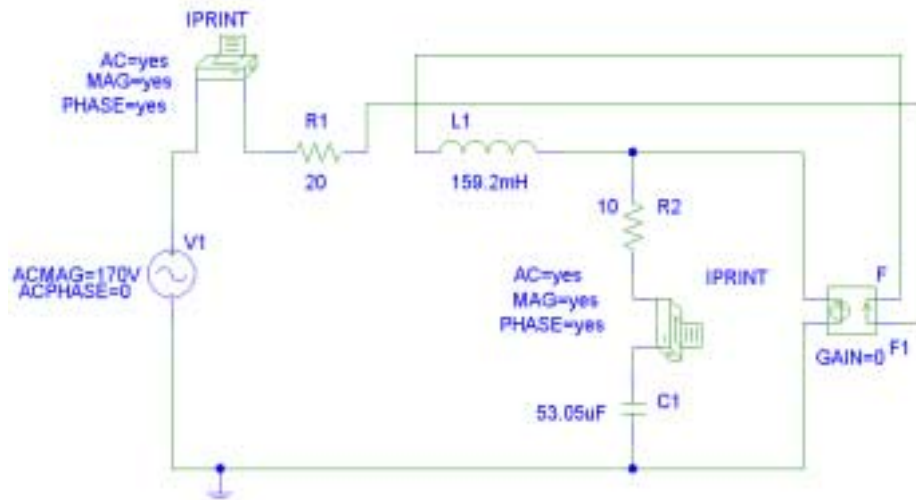 IPRINT
AC=yes
MAG=yes
PHASE=yes
R1
20
L1
159.2mH
10 R2
V1
ACMAG=170V
ACPHASE=0
AC=yes
MAG=yes
PHASE=yes
IPRINT
F
F1
GAIN=0
53.05uF
C1